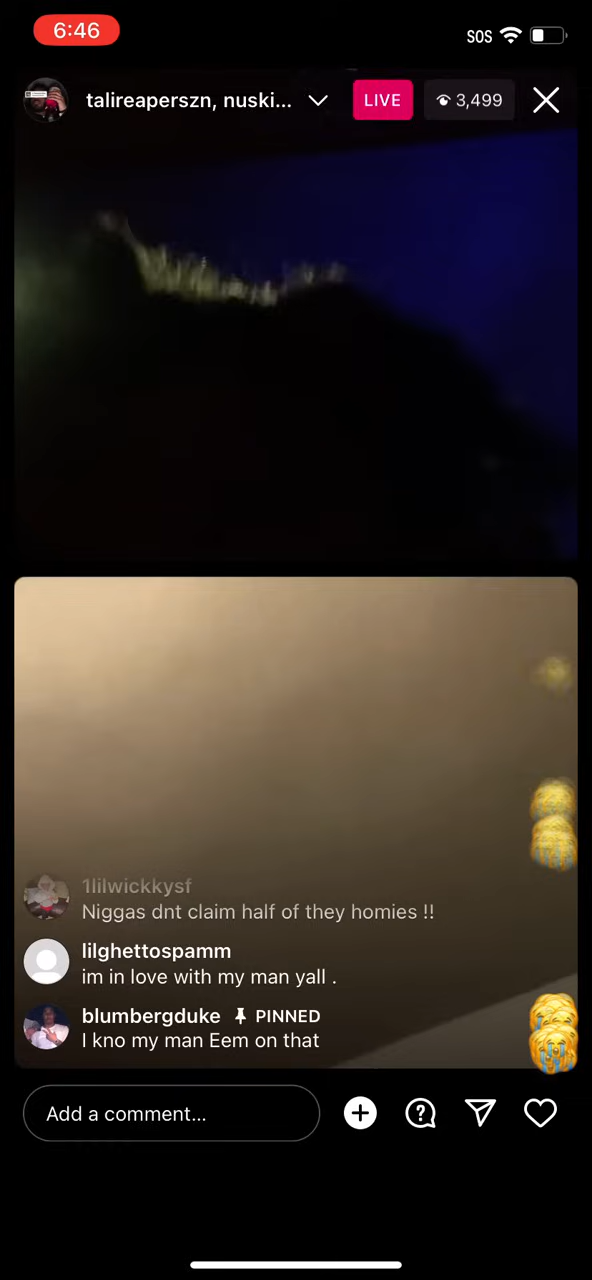 6:46
SOS
talireaperszn, nuski...
LIVE
3,499
1lilwickkysf
Niggas dnt claim half of they homies !!
lilghettospamm
im in love with my man yall .
blumbergduke PINNED
I kno my man Eem on that
Add a comment...